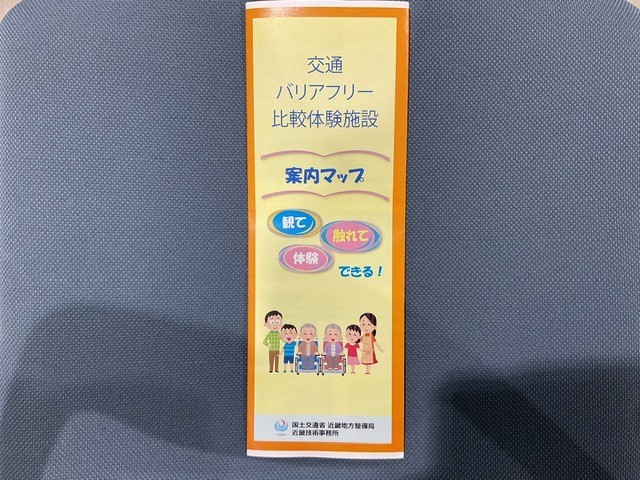 交通
バリアフリー
比較体験施設
案内マップ
観て
触れて
体験
できる！
国土交通省 近畿地方整備局
近畿技術事務所